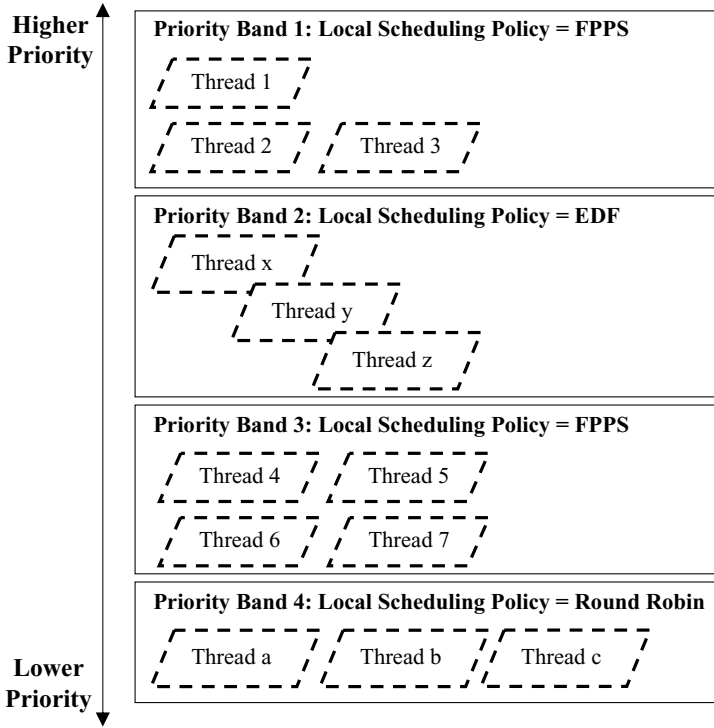 Higher
Priority
Priority Band 1: Local Scheduling Policy = FPPS
Thread 1
Thread 2
Thread 3
Priority Band 2: Local Scheduling Policy = EDF
Thread x
Thread y
Thread z
Priority Band 3: Local Scheduling Policy = FPPS
Thread 4
Thread 5
Thread 6
Thread 7
Priority Band 4: Local Scheduling Policy = Round Robin
Thread a
Thread b
Thread c
Lower
Priority